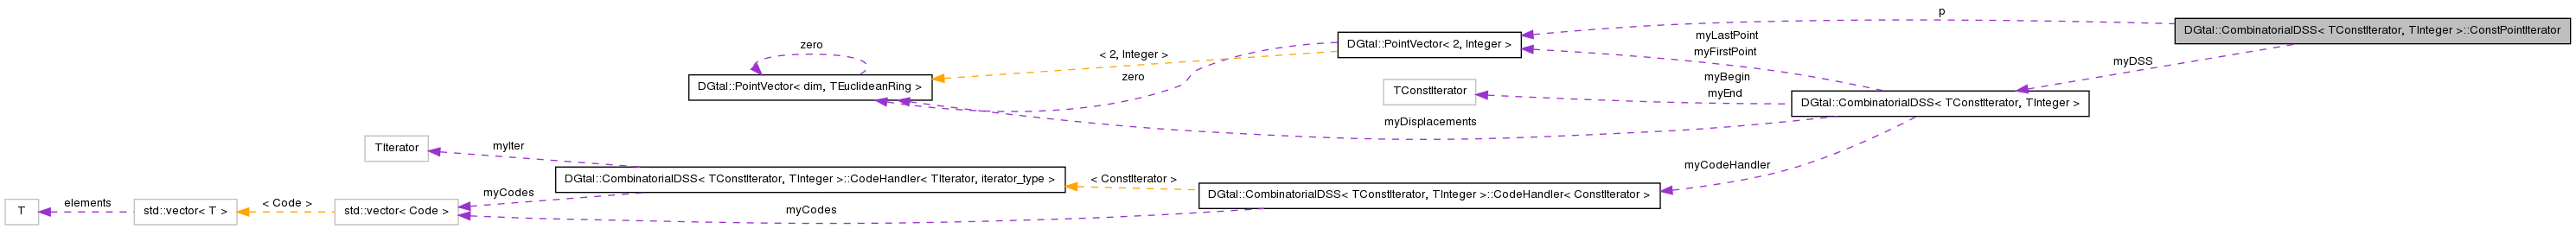 p
DGtal::CombinatorialDSS< TConstIterator, TInteger >::ConstPointIterator
myLastPoint
myFirstPoint
DGtal::PointVector< 2, Integer >
zero
< 2, Integer >
myDSS
zero
myBegin
myEnd
DGtal::PointVector< dim, TEuclideanRing >
TConstIterator
DGtal::CombinatorialDSS< TConstIterator, TInteger >
myDisplacements
TIterator
myIter
myCodeHandler
DGtal::CombinatorialDSS< TConstIterator, TInteger >::CodeHandler< TIterator, iterator_type >
< ConstIterator >
DGtal::CombinatorialDSS< TConstIterator, TInteger >::CodeHandler< ConstIterator >
myCodes
T
elements
std::vector< T >
< Code >
std::vector< Code >
myCodes